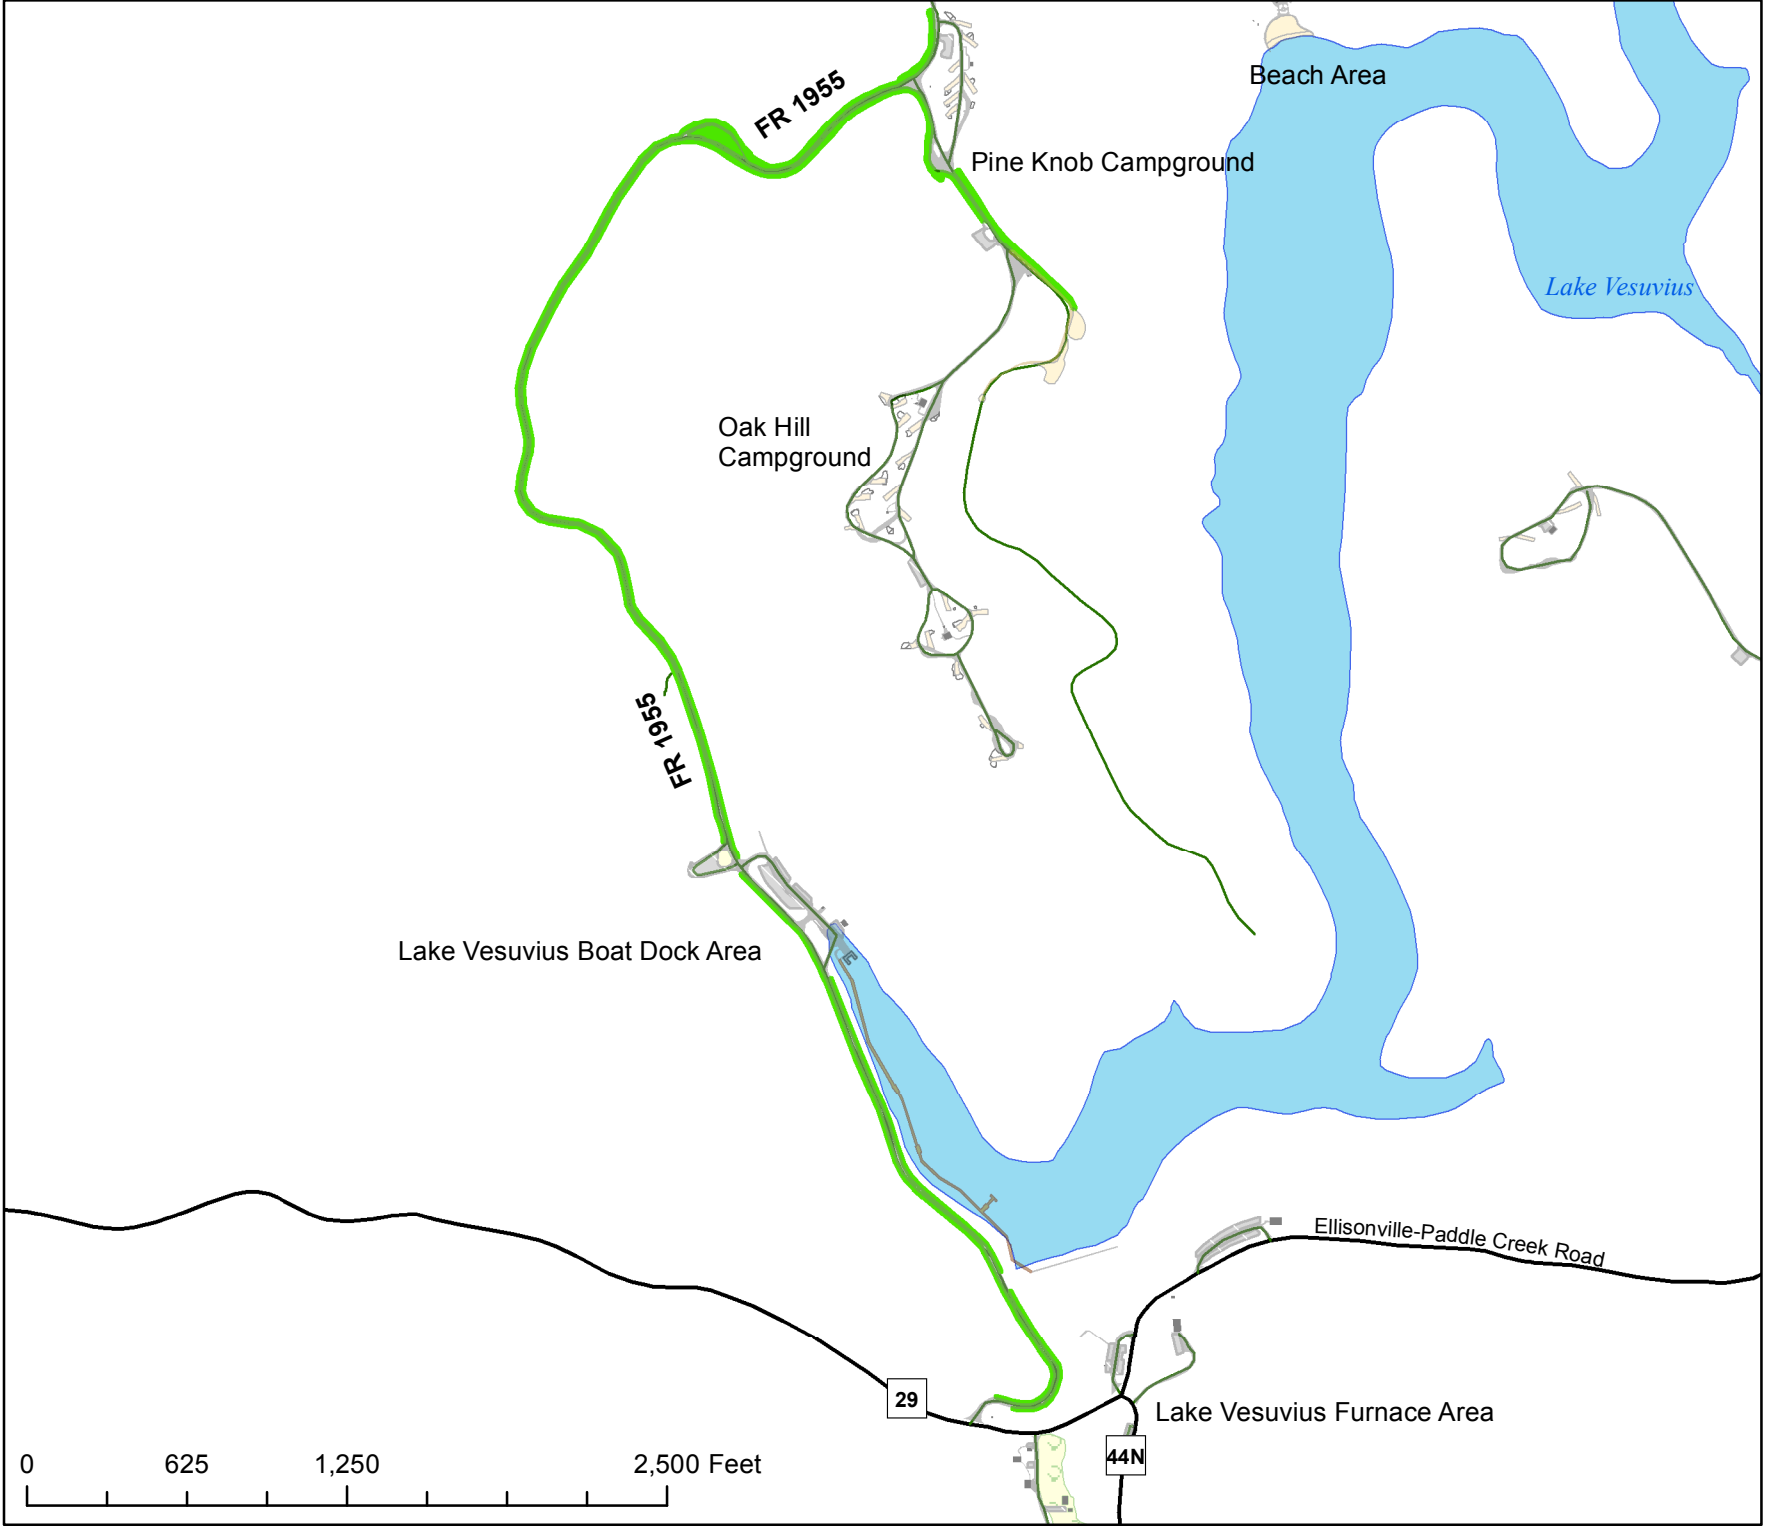 Beach Area
FR 1955
Pine Knob Campground
Lake Vesuvius
Oak Hill
Campground
FR 1955
Lake Vesuvius Boat Dock Area
Ellisonville-Paddle Creek Road
29
Lake Vesuvius Furnace Area
44N
0 625 1,250 2,500 Feet